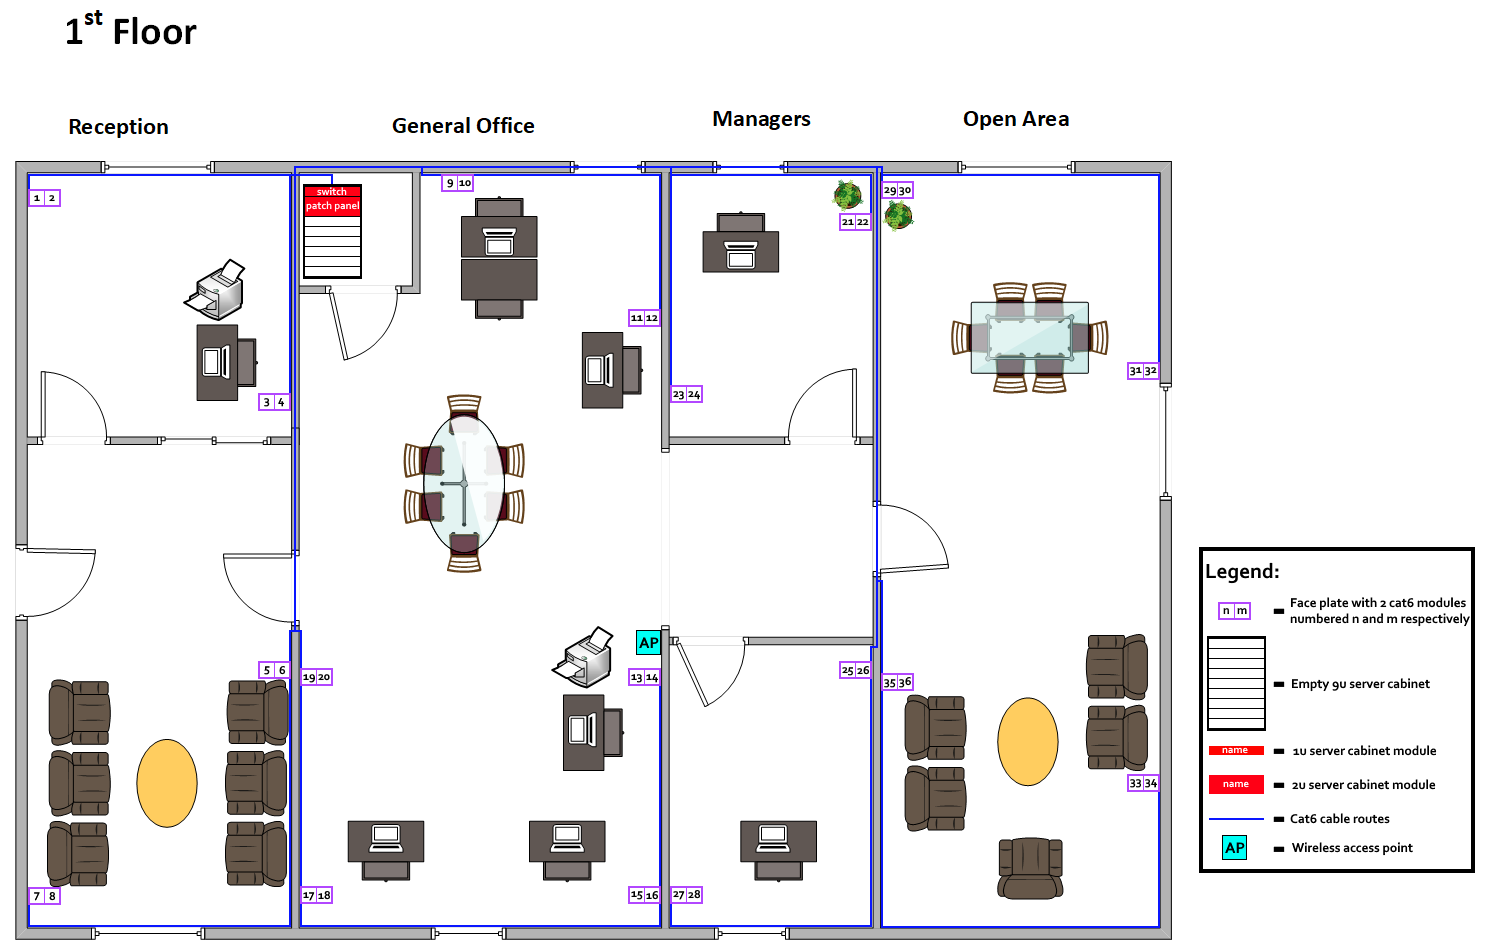 1st Floor
Reception
General Office
Managers
Open Area
1 2
switch
patch panel
9 10
21 22
29 30
11 12
31 32
3 4
23 24
AP
5 6
19 20
13 14
25 26
35 36
33 34
7 8
17 18
15 16
27 28
Legend:
n m
Face plate with 2 cat6 modules
numbered n and m respectively
Empty 9u server cabinet
name
1u server cabinet module
name
2u server cabinet module
Cat6 cable routes
AP
Wireless access point